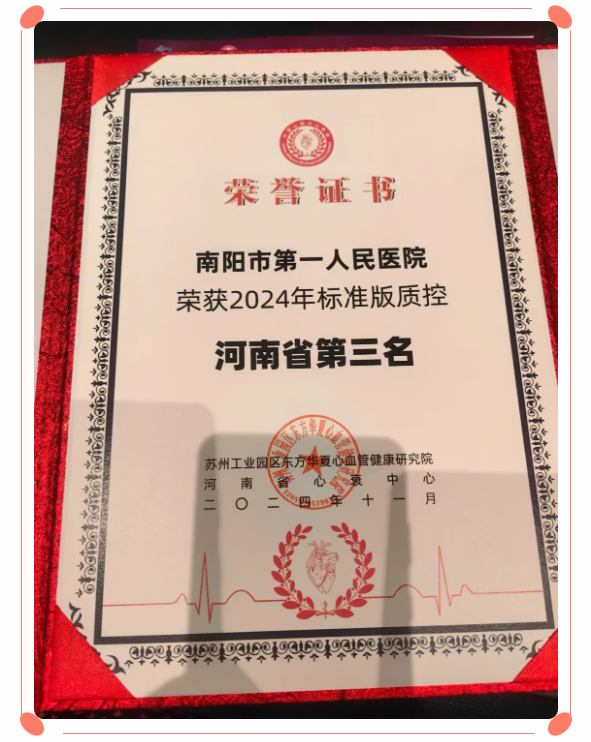 荣誉证书
南阳市第一人民医院
荣获2024年标准版质控
河南省第三名
苏州工业园区东方华夏心血管健康研究院
河南省心衰中心
二〇二四年十一月